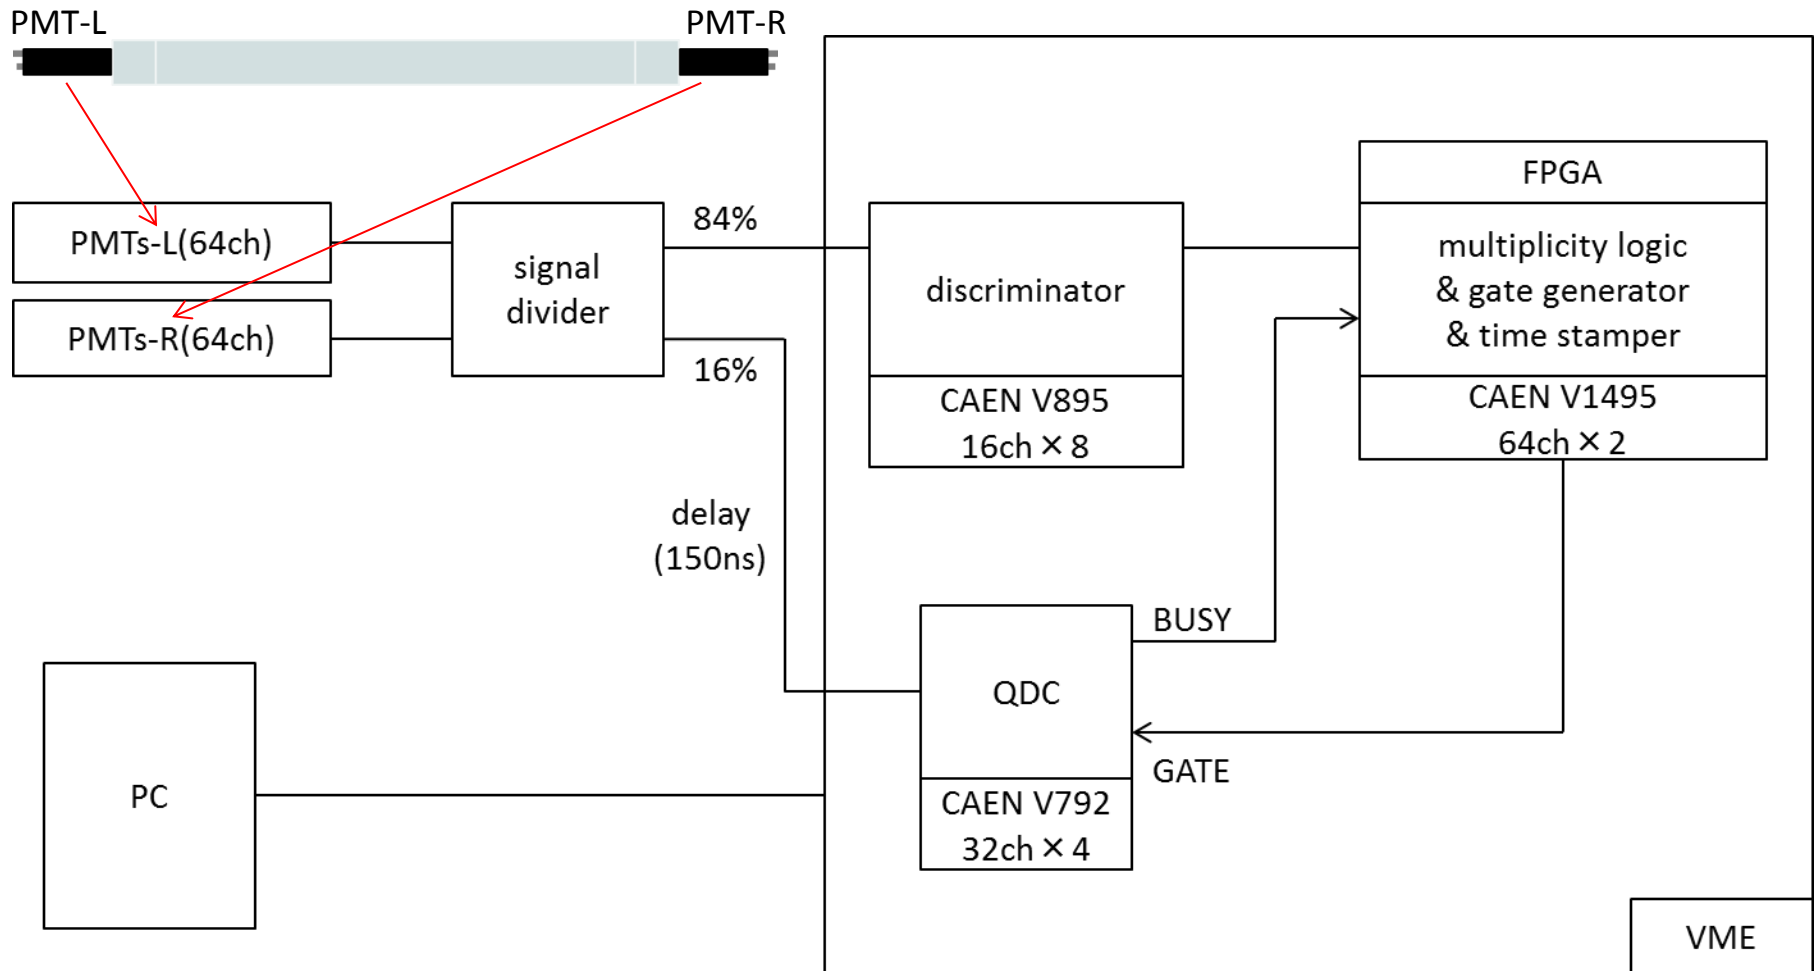 PMT-L
PMT-R
PMTs-L(64ch)
PMTs-R(64ch)
signal
divider
84%
16%
delay
(150ns)
discriminator
CAEN V895
16ch × 8
FPGA
multiplicity logic
& gate generator
& time stamper
CAEN V1495
64ch × 2
BUSY
QDC
GATE
CAEN V792
32ch × 4
PC
VME